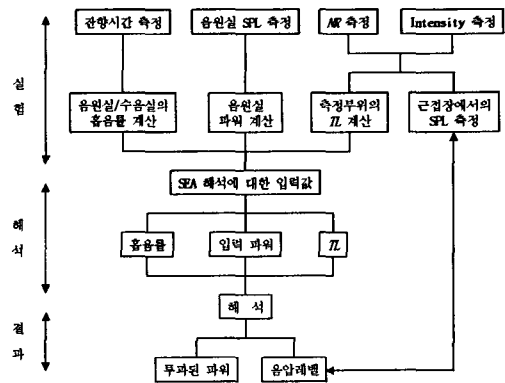 잔향시간 측정
음원실 SPL 측정
AKP 측정
Intensity 측정
실
험
음원실/수음실의
흡음률 계산
음원실
파워 계산
측정부위의
TL 계산
근접장에서의
SPL 측정
SEA 해석에 대한 입력값
해
석
흡음률
입력 파워
TL
해 석
결
과
투과된 파워
음압레벨